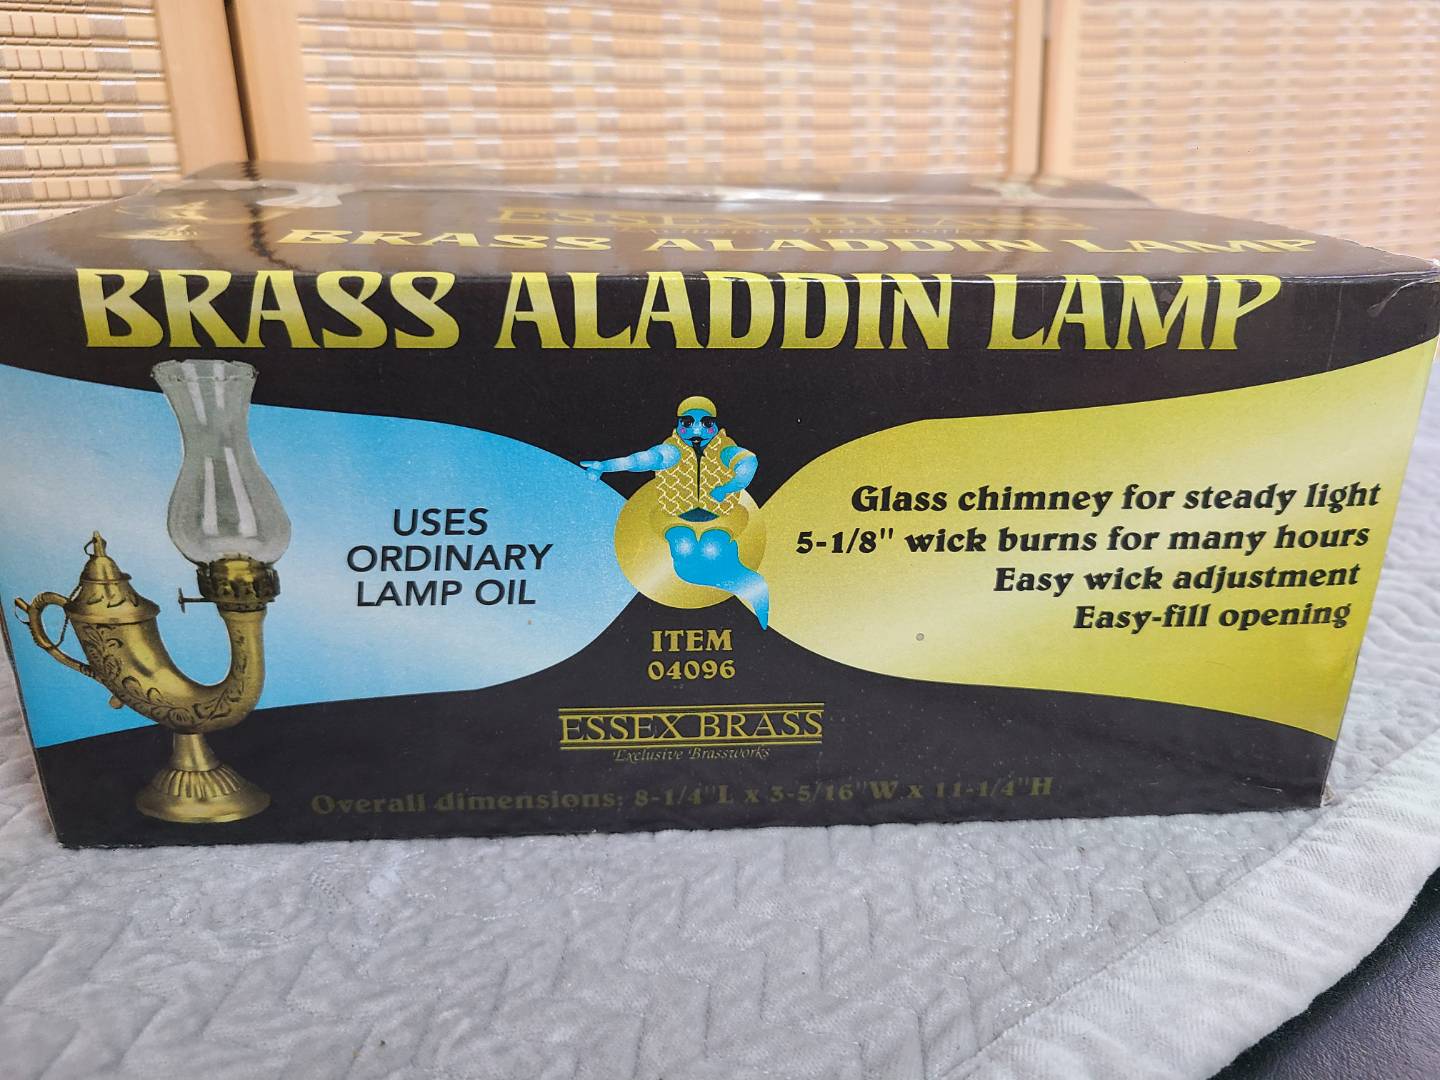 ESSEX BRASS
Exclusive Brassworks
BRASS ALADDIN LAMP
BRASS ALADDIN LAMP
USES
ORDINARY
LAMP OIL
Glass chimney for steady light
5-1/8" wick burns for many hours
Easy wick adjustment
Easy-fill opening
ITEM
04096
ESSEX BRASS
Exclusive Brassworks
Overall dimensions: 8-1/4"L x 3-5/16"W x 11-1/4"H